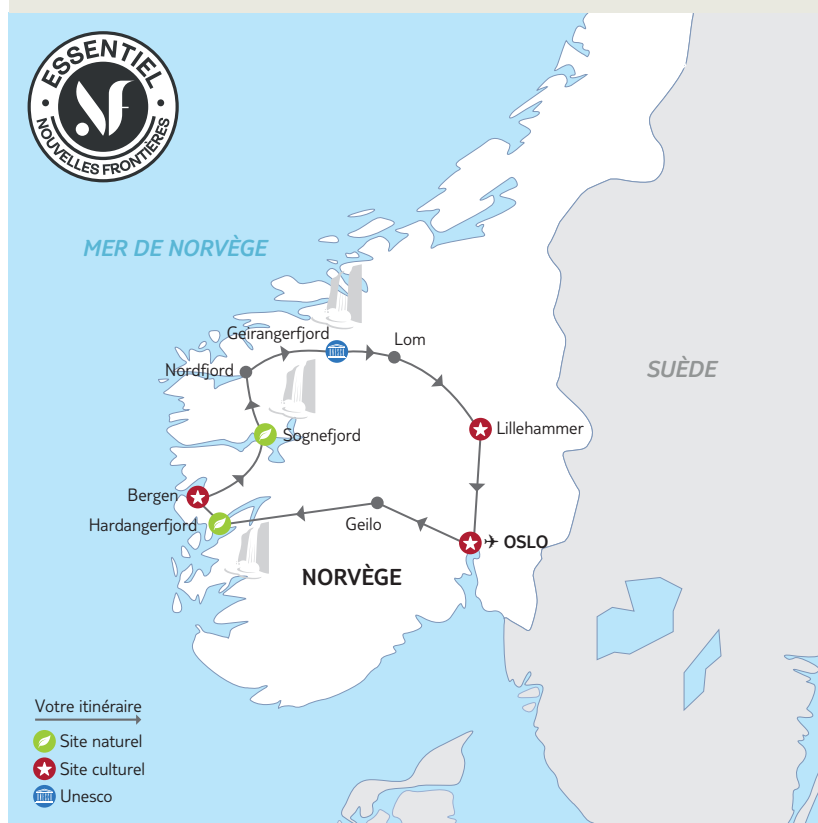 ESSENTIEL
NF
NOUVELLES FRONTIÈRES
MER DE NORVÈGE
Geirangerfjord
Lom
Nordfjord
SUÈDE
Sognefjord
Lillehammer
Bergen
Hardangerfjord
Geilo
OSLO
NORVÈGE
Votre itinéraire
Site naturel
Site culturel
Unesco